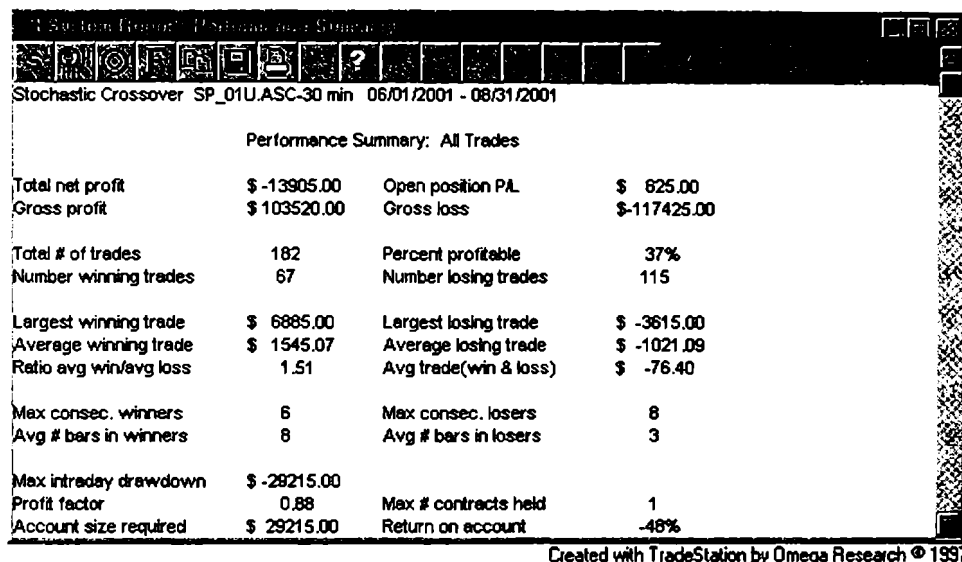 Performance Summary
?
Stochastic Crossover SP_01U.ASC-30 min 06/01/2001 - 08/31/2001
Performance Summary: All Trades
Total net profit $ -13905.00 Open position P/L $ 625.00
Gross profit $ 103520.00 Gross loss $-117425.00
Total # of trades 182 Percent profitable 37%
Number winning trades 67 Number losing trades 115
Largest winning trade $ 6885.00 Largest losing trade $ -3615.00
Average winning trade $ 1545.07 Average losing trade $ -1021.09
Ratio avg win/avg loss 1.51 Avg trade(win & loss) $ -76.40
Max consec. winners 6 Max consec. losers 8
Avg # bars in winners 8 Avg # bars in losers 3
Max intraday drawdown $ -29215.00
Profit factor 0.88 Max # contracts held 1
Account size required $ 29215.00 Return on account -48%
Created with TradeStation by Omega Research © 1997